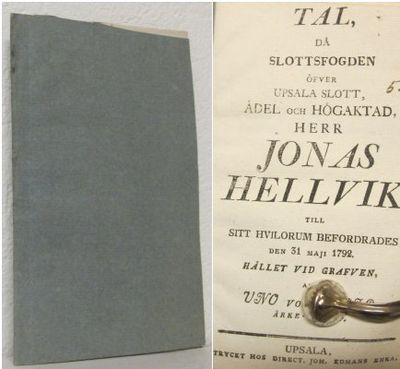 TAL,
DÅ
SLOTTSFOGDEN
ÖFVER
UPSALA SLOTT,
ÄDEL OCH HÖGAKTAD,
HERR
JONAS
HELLVIK
TILL
SITT HVILORUM BEFORDRADES
DEN 31 MAJI 1792,
HÅLLET VID GRAFVEN,
UNO
ÄRKE
UPSALA,
TRYCKT HOS DIRECT. JOH. EDMANS ENKA,